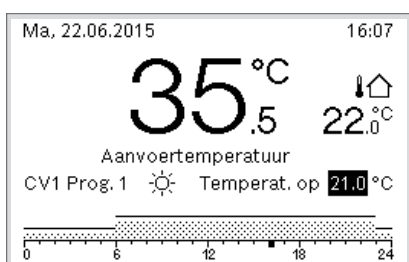 Ma, 22.06.2015 16:07
35.5 °C
22.0 °C
Aanvoertemperatuur
CV1 Prog. 1 Temperat. op 21.0 °C
0 6 12 18 24